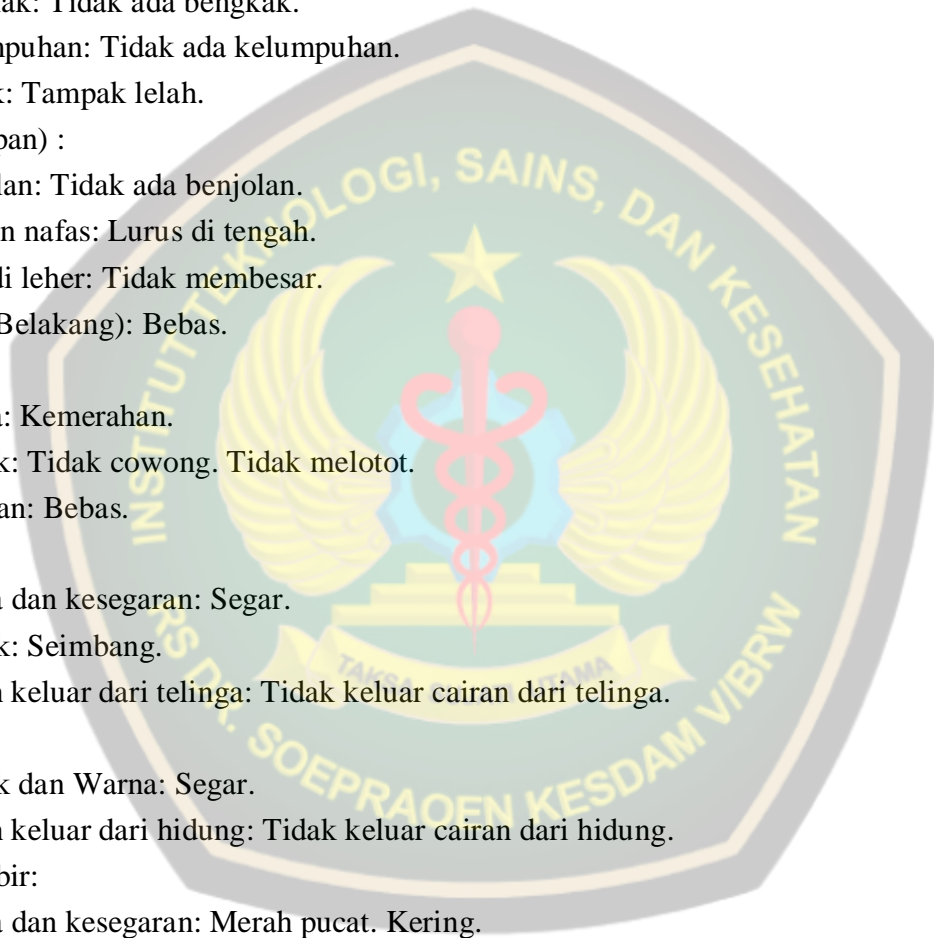 ak: Tidak ada bengkak.
npuhan: Tidak ada kelumpuhan.
k: Tampak lelah.
pan) :
lan: Tidak ada benjolan.
n nafas: Lurus di tengah.
di leher: Tidak membesar.
Belakang): Bebas.
a: Kemerahan.
k: Tidak cowong. Tidak melotot.
an: Bebas.
a dan kesegaran: Segar.
k: Seimbang.
n keluar dari telinga: Tidak keluar cairan dari telinga.
k dan Warna: Segar.
n keluar dari hidung: Tidak keluar cairan dari hidung.
bir:
a dan kesegaran: Merah pucat. Kering.
INSTITUT TEKNOLOGI, SAINS, DAN KESEHATAN
RS DR. SOEPRAOEN KESDAM V/BRW
TAKSA UTAMA